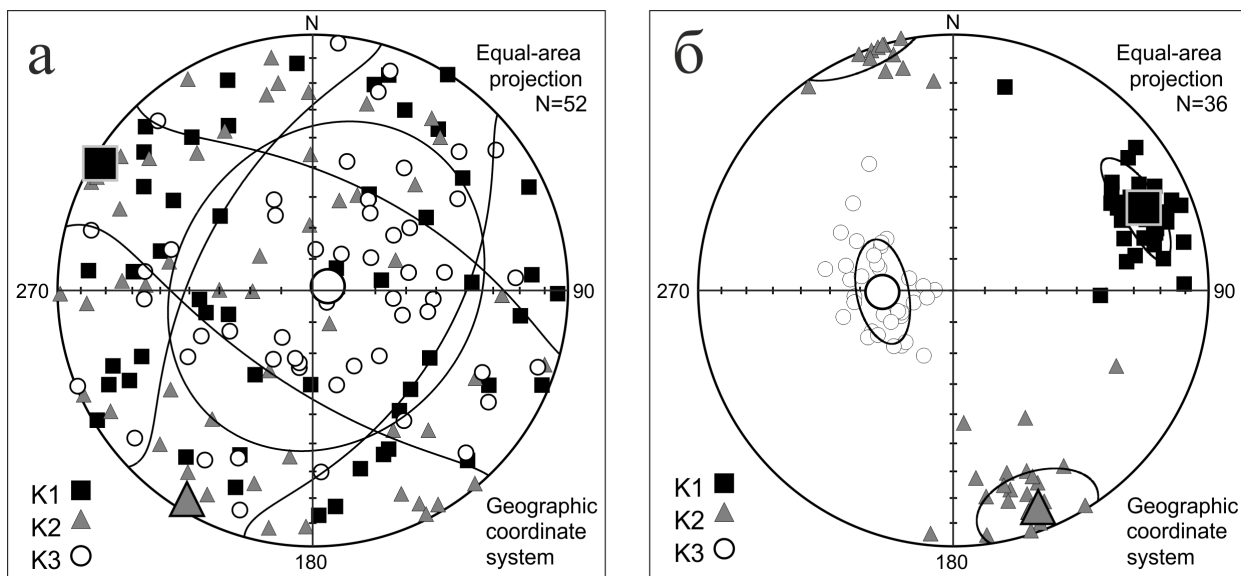 а
N
Equal-area
projection
N=52
270
90
K1
K2
K3
180
Geographic
coordinate
system
б
N
Equal-area
projection
N=36
270
90
K1
K2
K3
180
Geographic
coordinate
system